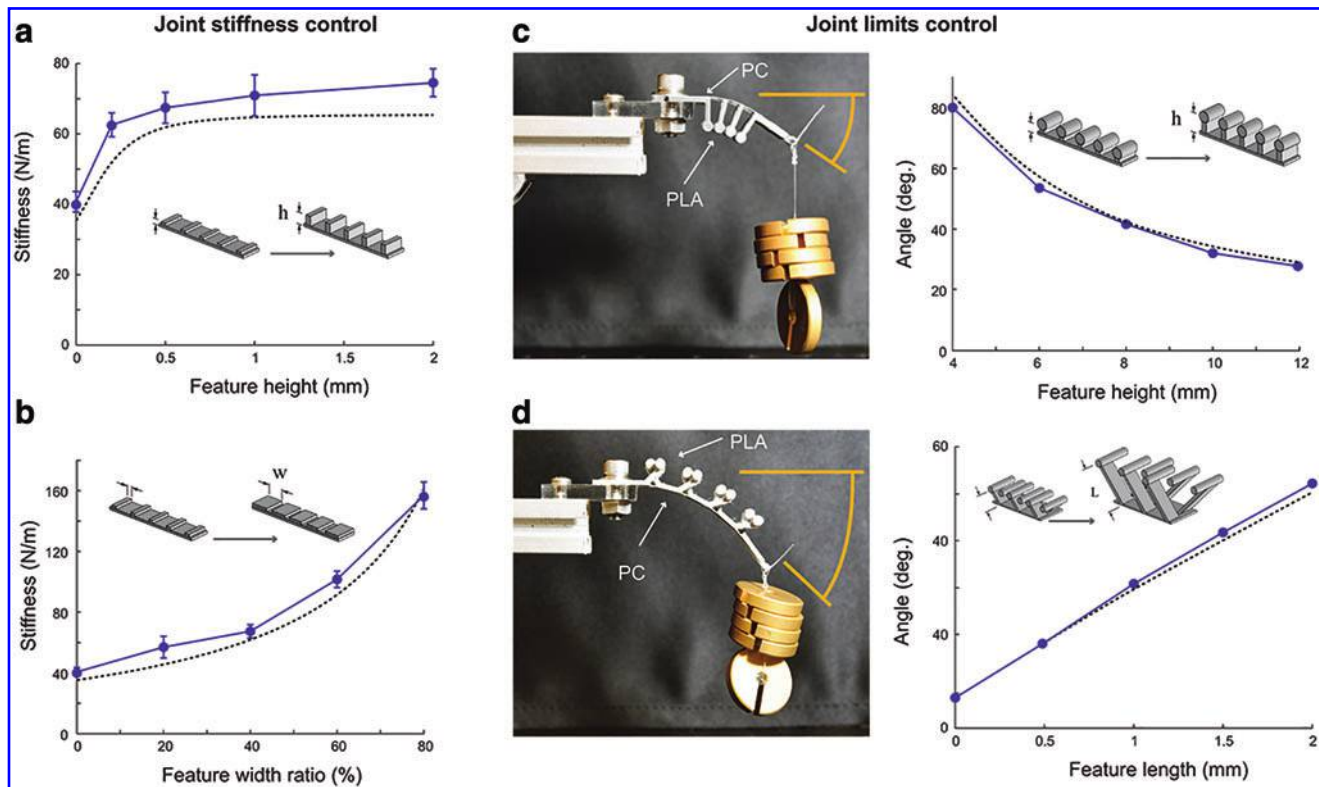 a
Joint stiffness control
80
60
40
20
0
Stiffness (N/m)
h
0
0.5
1
1.5
2
Feature height (mm)
b
160
120
80
40
0
Stiffness (N/m)
W
0
20
40
60
80
Feature width ratio (%)
c
Joint limits control
PC
PLA
80
60
40
20
0
Angle (deg.)
h
4
6
8
10
12
Feature height (mm)
d
PLA
PC
60
40
40
0
Angle (deg.)
L
0
0.5
1
1.5
2
Feature length (mm)